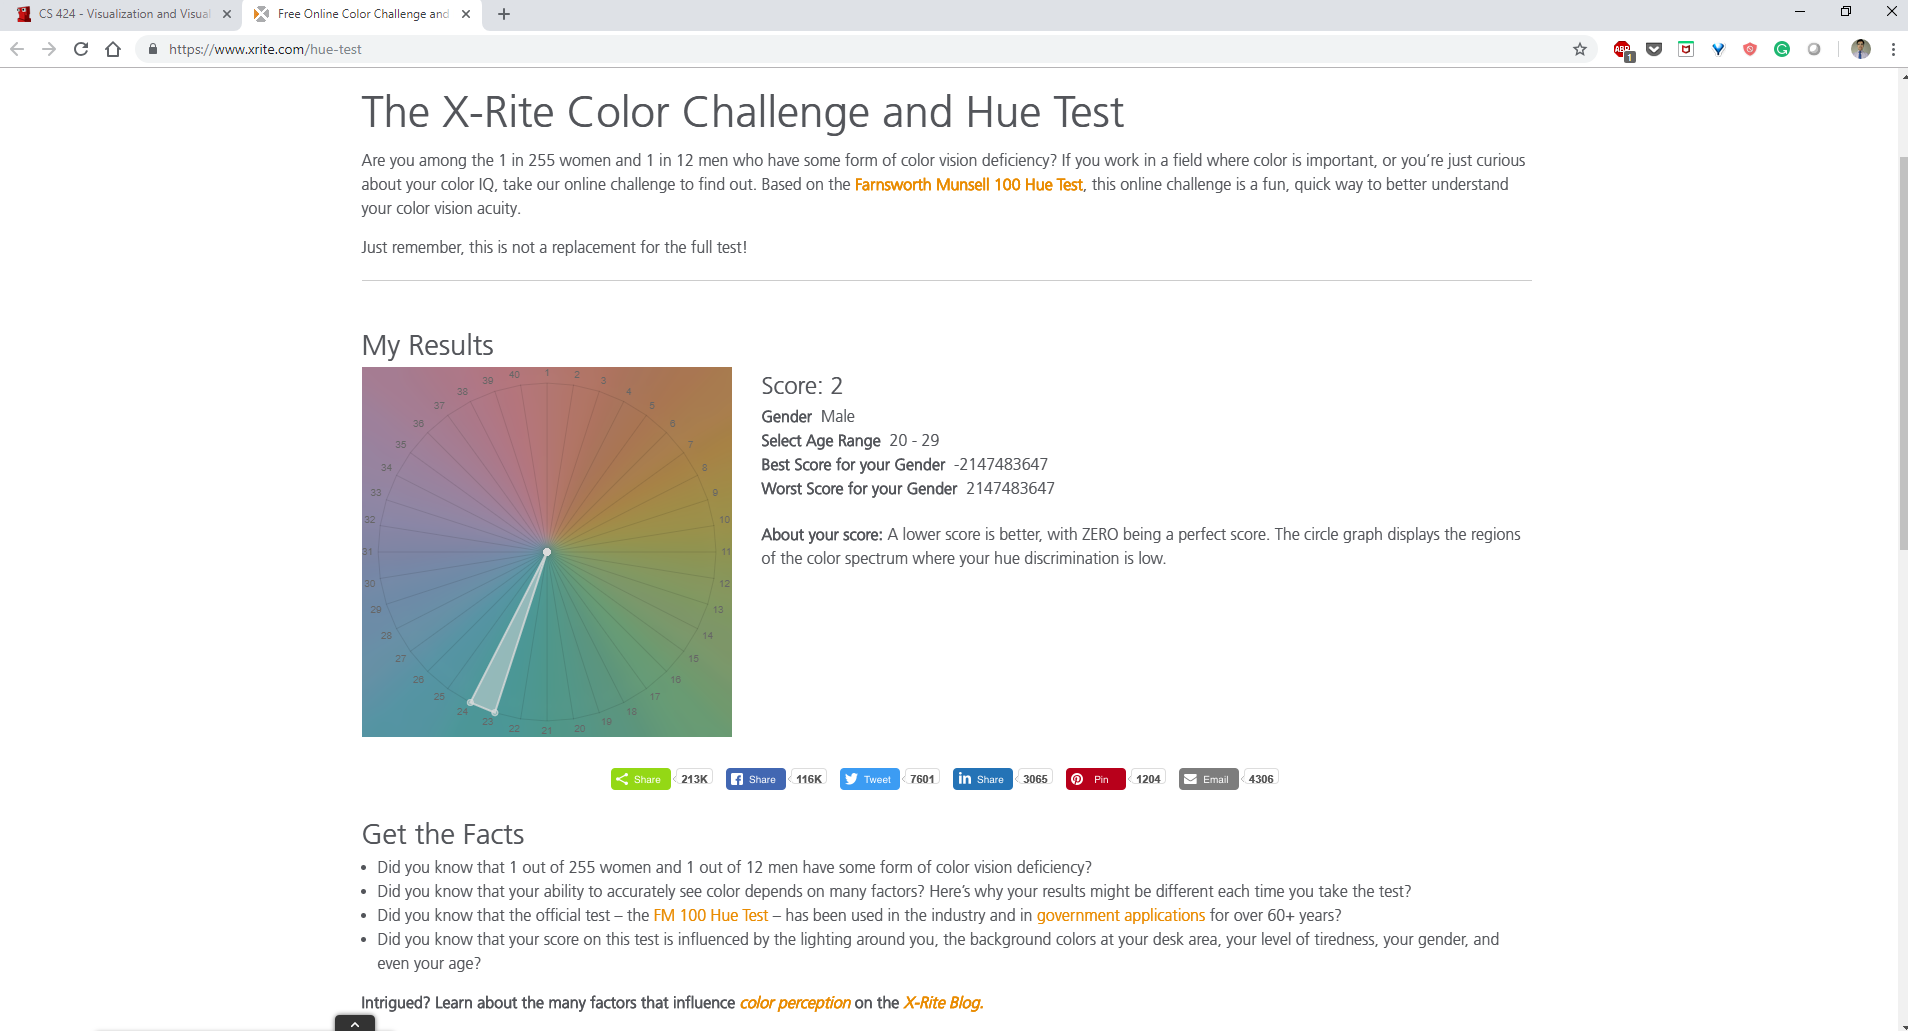 CS 424 - Visualization and Visual
Free Online Color Challenge and
https://www.xrite.com/hue-test
ABP
1
The X-Rite Color Challenge and Hue Test
Are you among the 1 in 255 women and 1 in 12 men who have some form of color vision deficiency? If you work in a field where color is important, or you're just curious
about your color IQ, take our online challenge to find out. Based on the Farnsworth Munsell 100 Hue Test, this online challenge is a fun, quick way to better understand
your color vision acuity.
Just remember, this is not a replacement for the full test!
My Results
1
2
3
4
5
6
7
8
9
10
11
12
13
14
15
16
17
18
19
20
21
22
23
24
25
26
27
28
29
30
31
32
33
34
35
36
37
38
39
40
Score: 2
Gender Male
Select Age Range 20 - 29
Best Score for your Gender -2147483647
Worst Score for your Gender 2147483647
About your score: A lower score is better, with ZERO being a perfect score. The circle graph displays the regions
of the color spectrum where your hue discrimination is low.
Share 213K Share 116K Tweet 7601 Share 3065 Pin 1204 Email 4306
Get the Facts
• Did you know that 1 out of 255 women and 1 out of 12 men have some form of color vision deficiency?
• Did you know that your ability to accurately see color depends on many factors? Here's why your results might be different each time you take the test?
• Did you know that the official test – the FM 100 Hue Test – has been used in the industry and in government applications for over 60+ years?
• Did you know that your score on this test is influenced by the lighting around you, the background colors at your desk area, your level of tiredness, your gender, and
even your age?
Intrigued? Learn about the many factors that influence color perception on the X-Rite Blog.